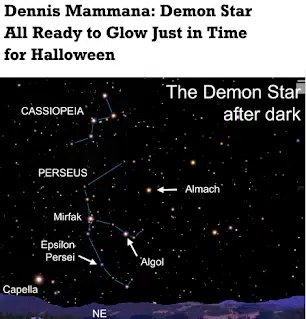 Dennis Mammana: Demon Star
All Ready to Glow Just in Time
for Halloween
The Demon Star
after dark
CASSIOPEIA
PERSEUS
Almach
Mirfak
Epsilon
Persei
Algol
Capella
NE